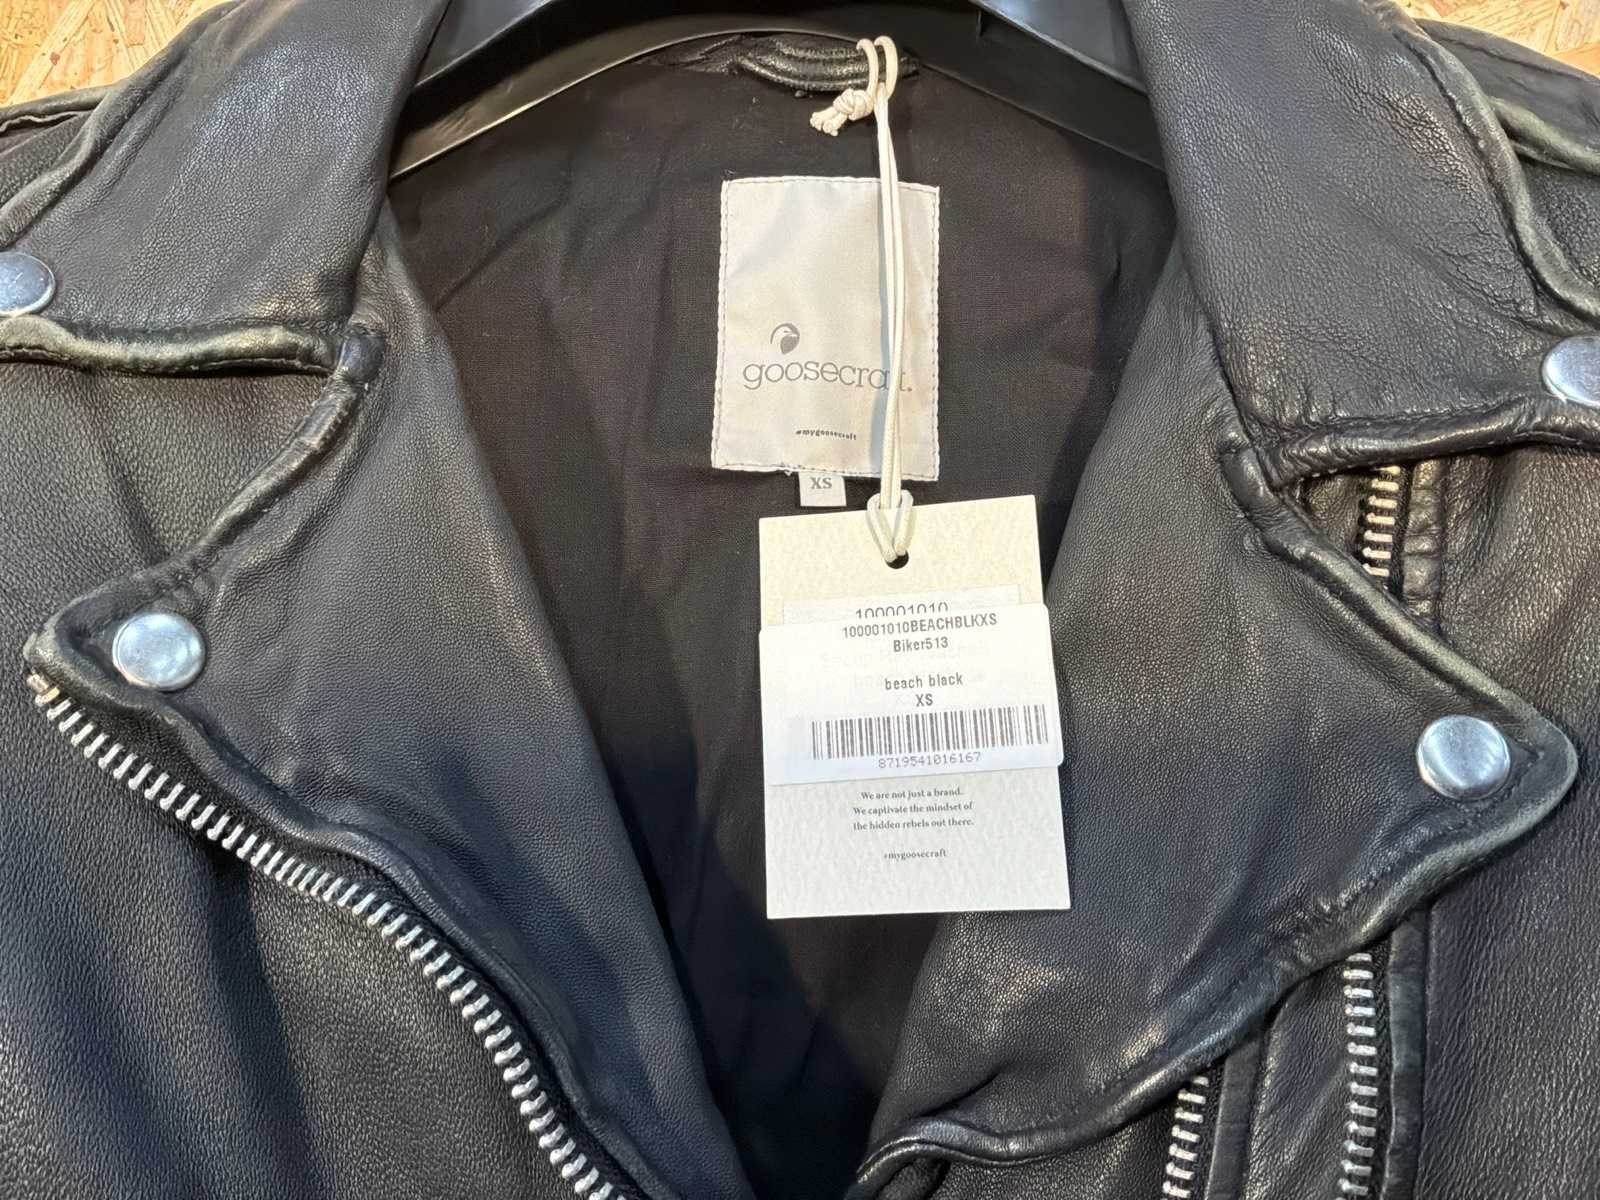 goosecraft.
#mygoosecraft
XS
100001010
100001010BEACHBLKXS
Biker513
beach black
XS
8719541016167
We are not just a brand.
We captivate the mindset of
the hidden rebels out there.
#mygoosecraft